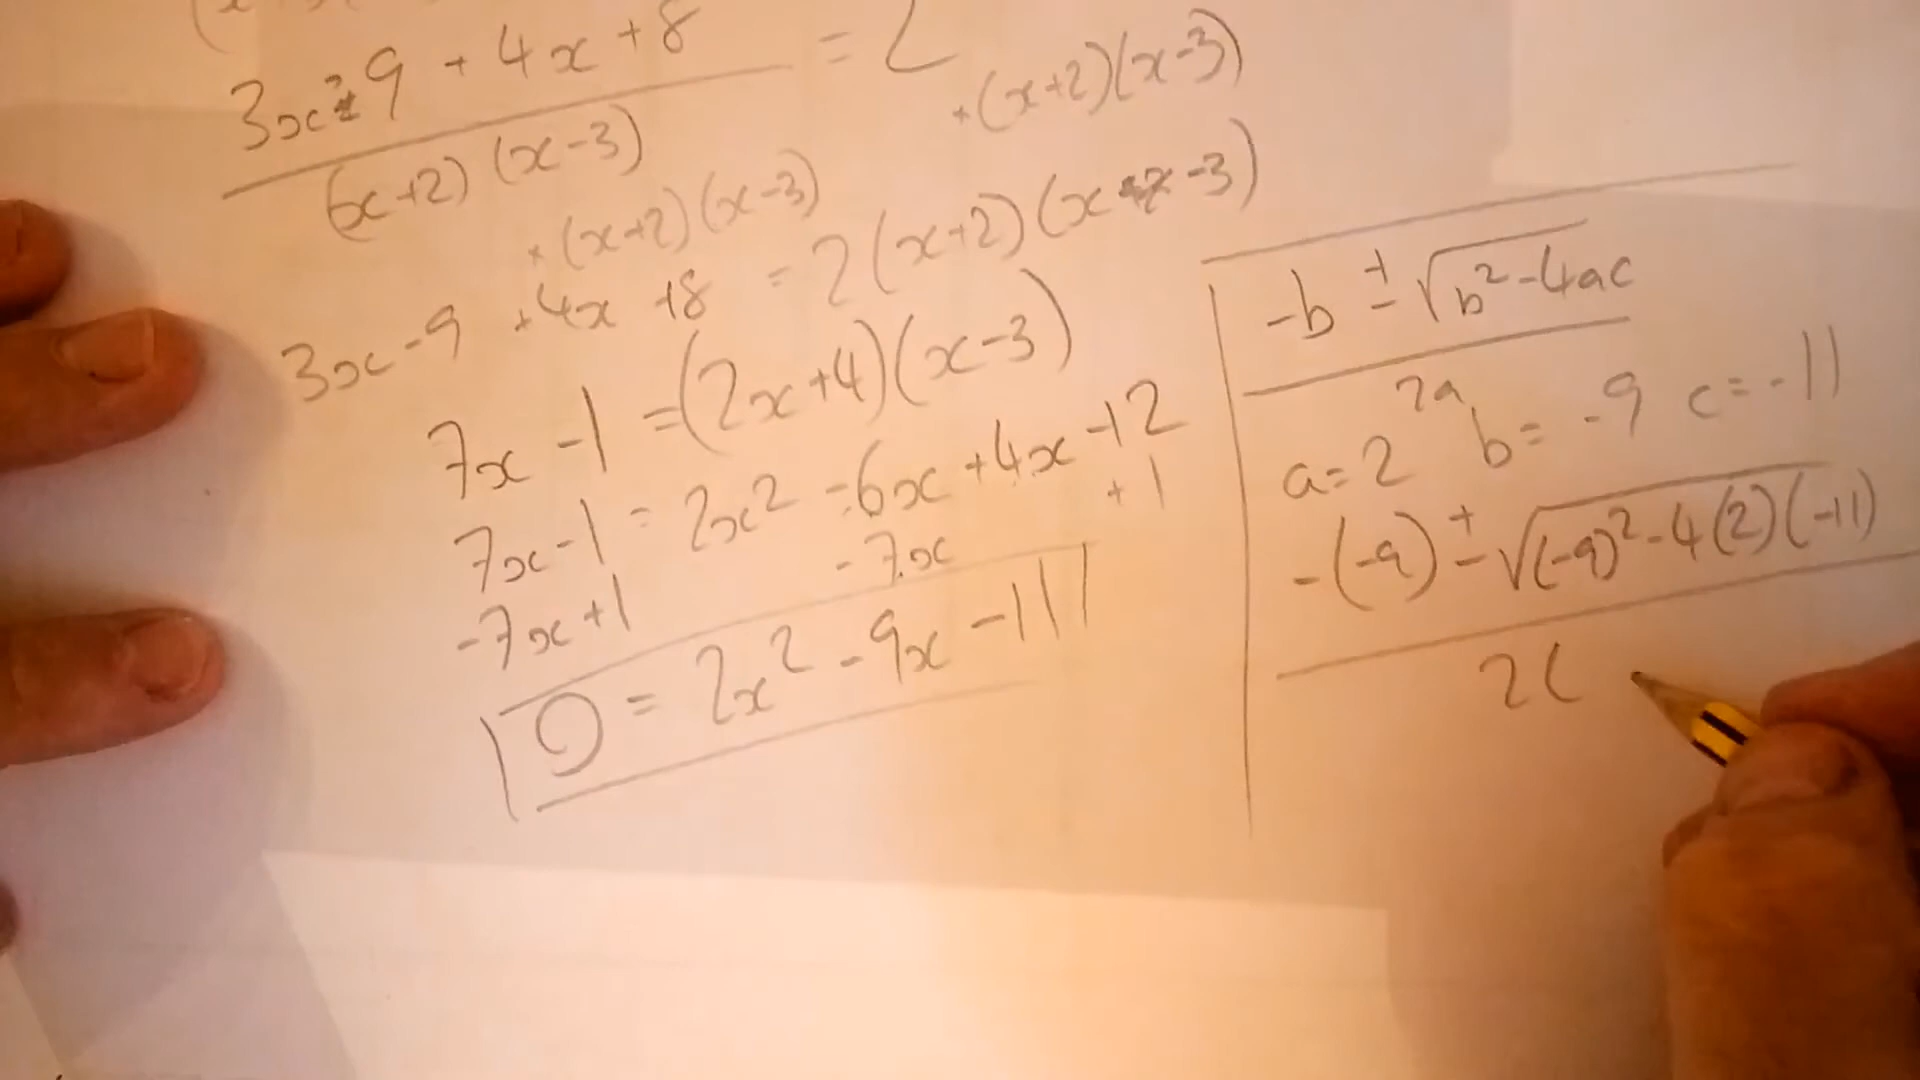 3x-9 + 4x + 8 = 2
(x+2) (x-3)
×(x+2)(x-3) ×(x+2)(x-3)
3x-9 +4x +8 = 2(x+2)(x-3)
7x -1 =(2x+4)(x-3)
7x-1 = 2x² -6x +4x -12
-7x +1 -7x +1
0 = 2x² - 9x - 11
-b ± √b²-4ac
2a
a=2 b= -9 c= -11
-(-9) ± √(-9)²-4(2)(-11)
2(